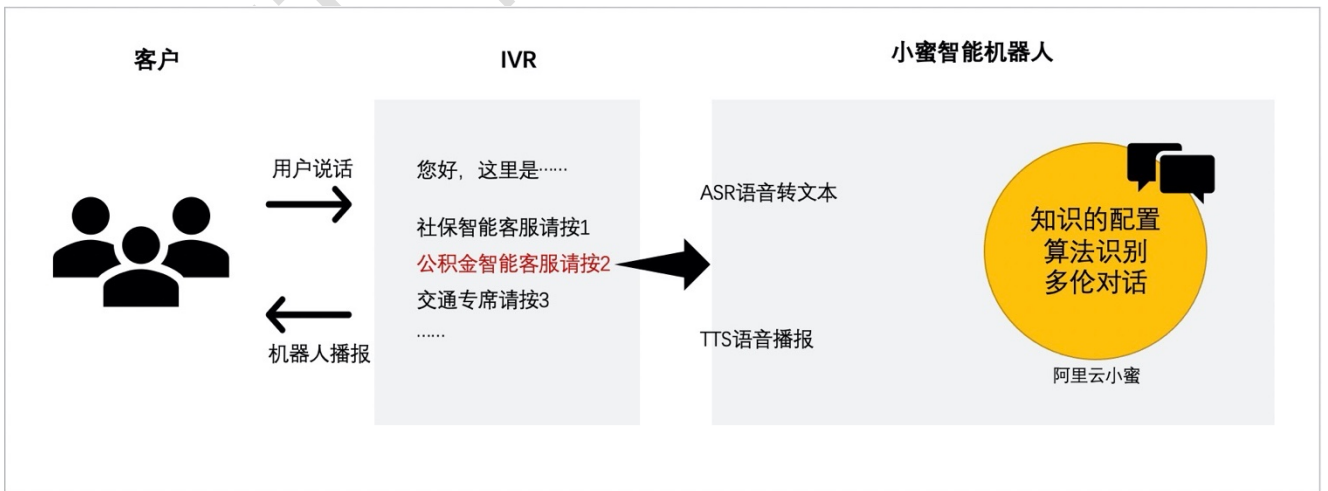 客户
IVR
小蜜智能机器人
用户说话
机器人播报
您好，这里是……
社保智能客服请按1
公积金智能客服请按2
交通专席请按3
……
ASR语音转文本
TTS语音播报
知识的配置
算法识别
多伦对话
阿里云小蜜